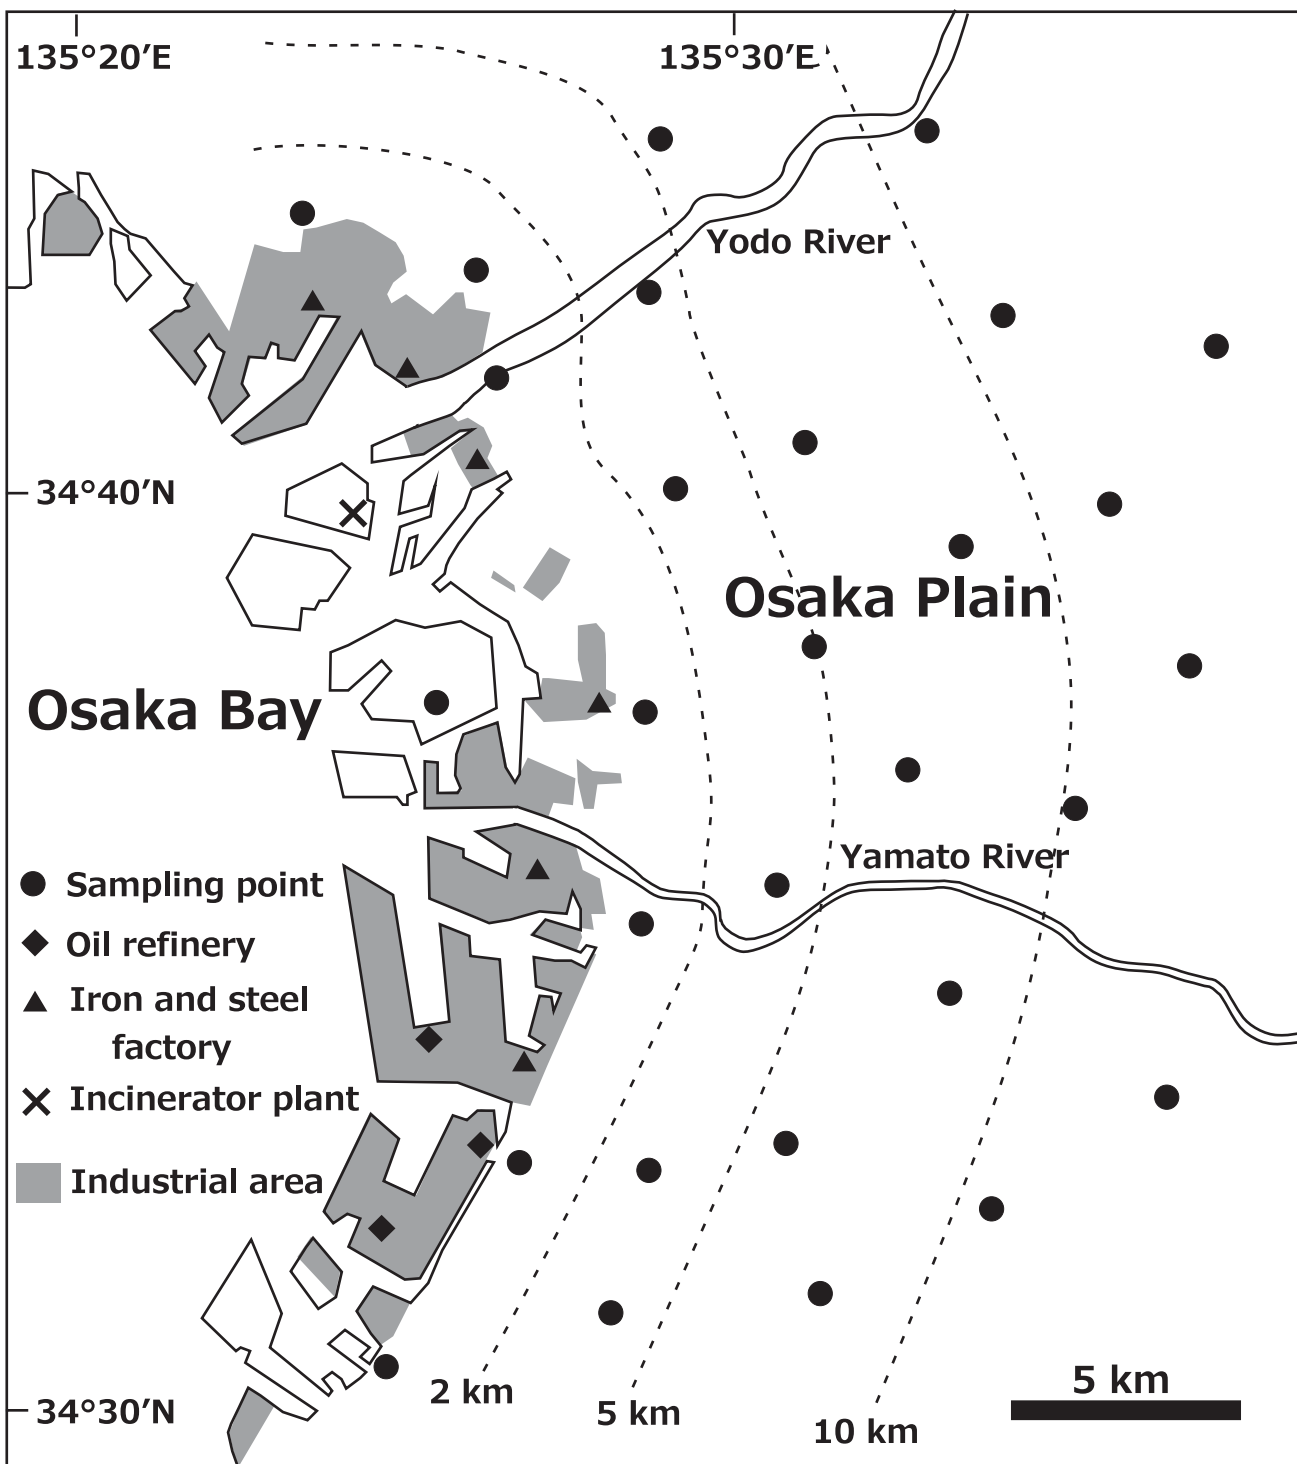 135°20′E
135°30′E
Yodo River
34°40′N
Osaka Plain
Osaka Bay
Yamato River
Sampling point
Oil refinery
Iron and steel
factory
Incinerator plant
Industrial area
2 km
5 km
10 km
5 km
34°30′N